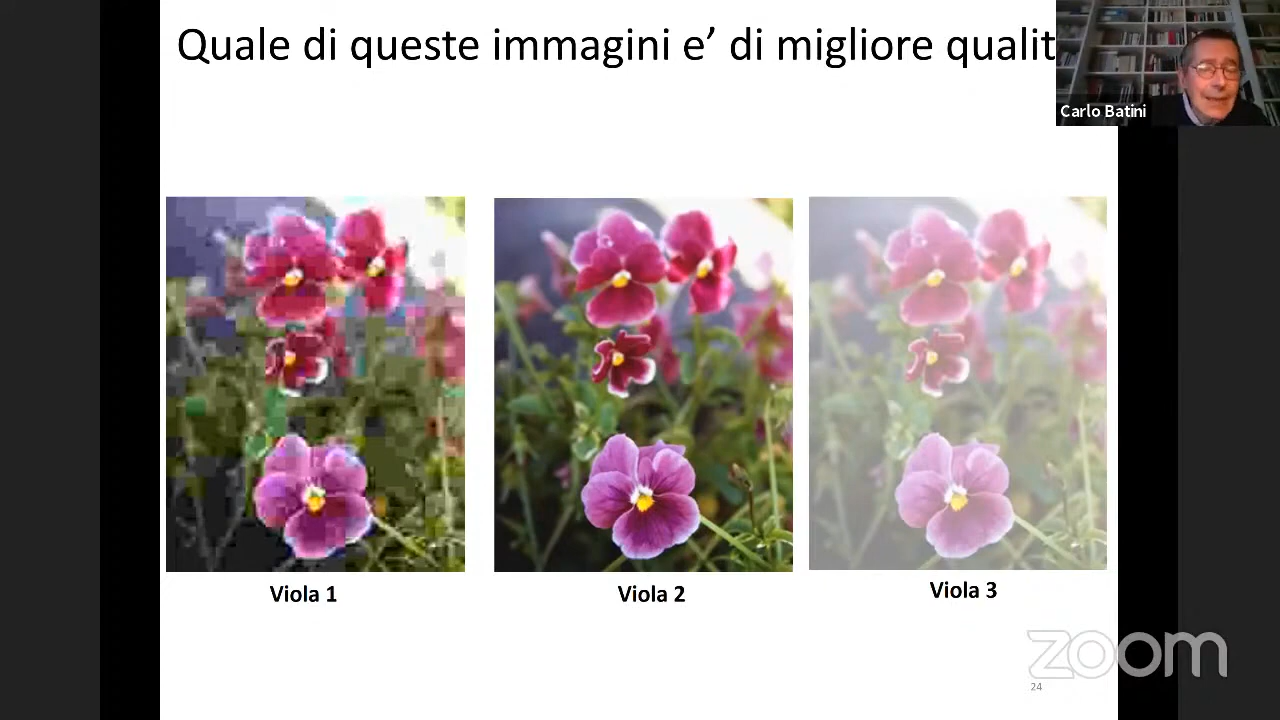 Quale di queste immagini e’ di migliore qualit
Carlo Batini
Viola 1
Viola 2
Viola 3
zoom
24